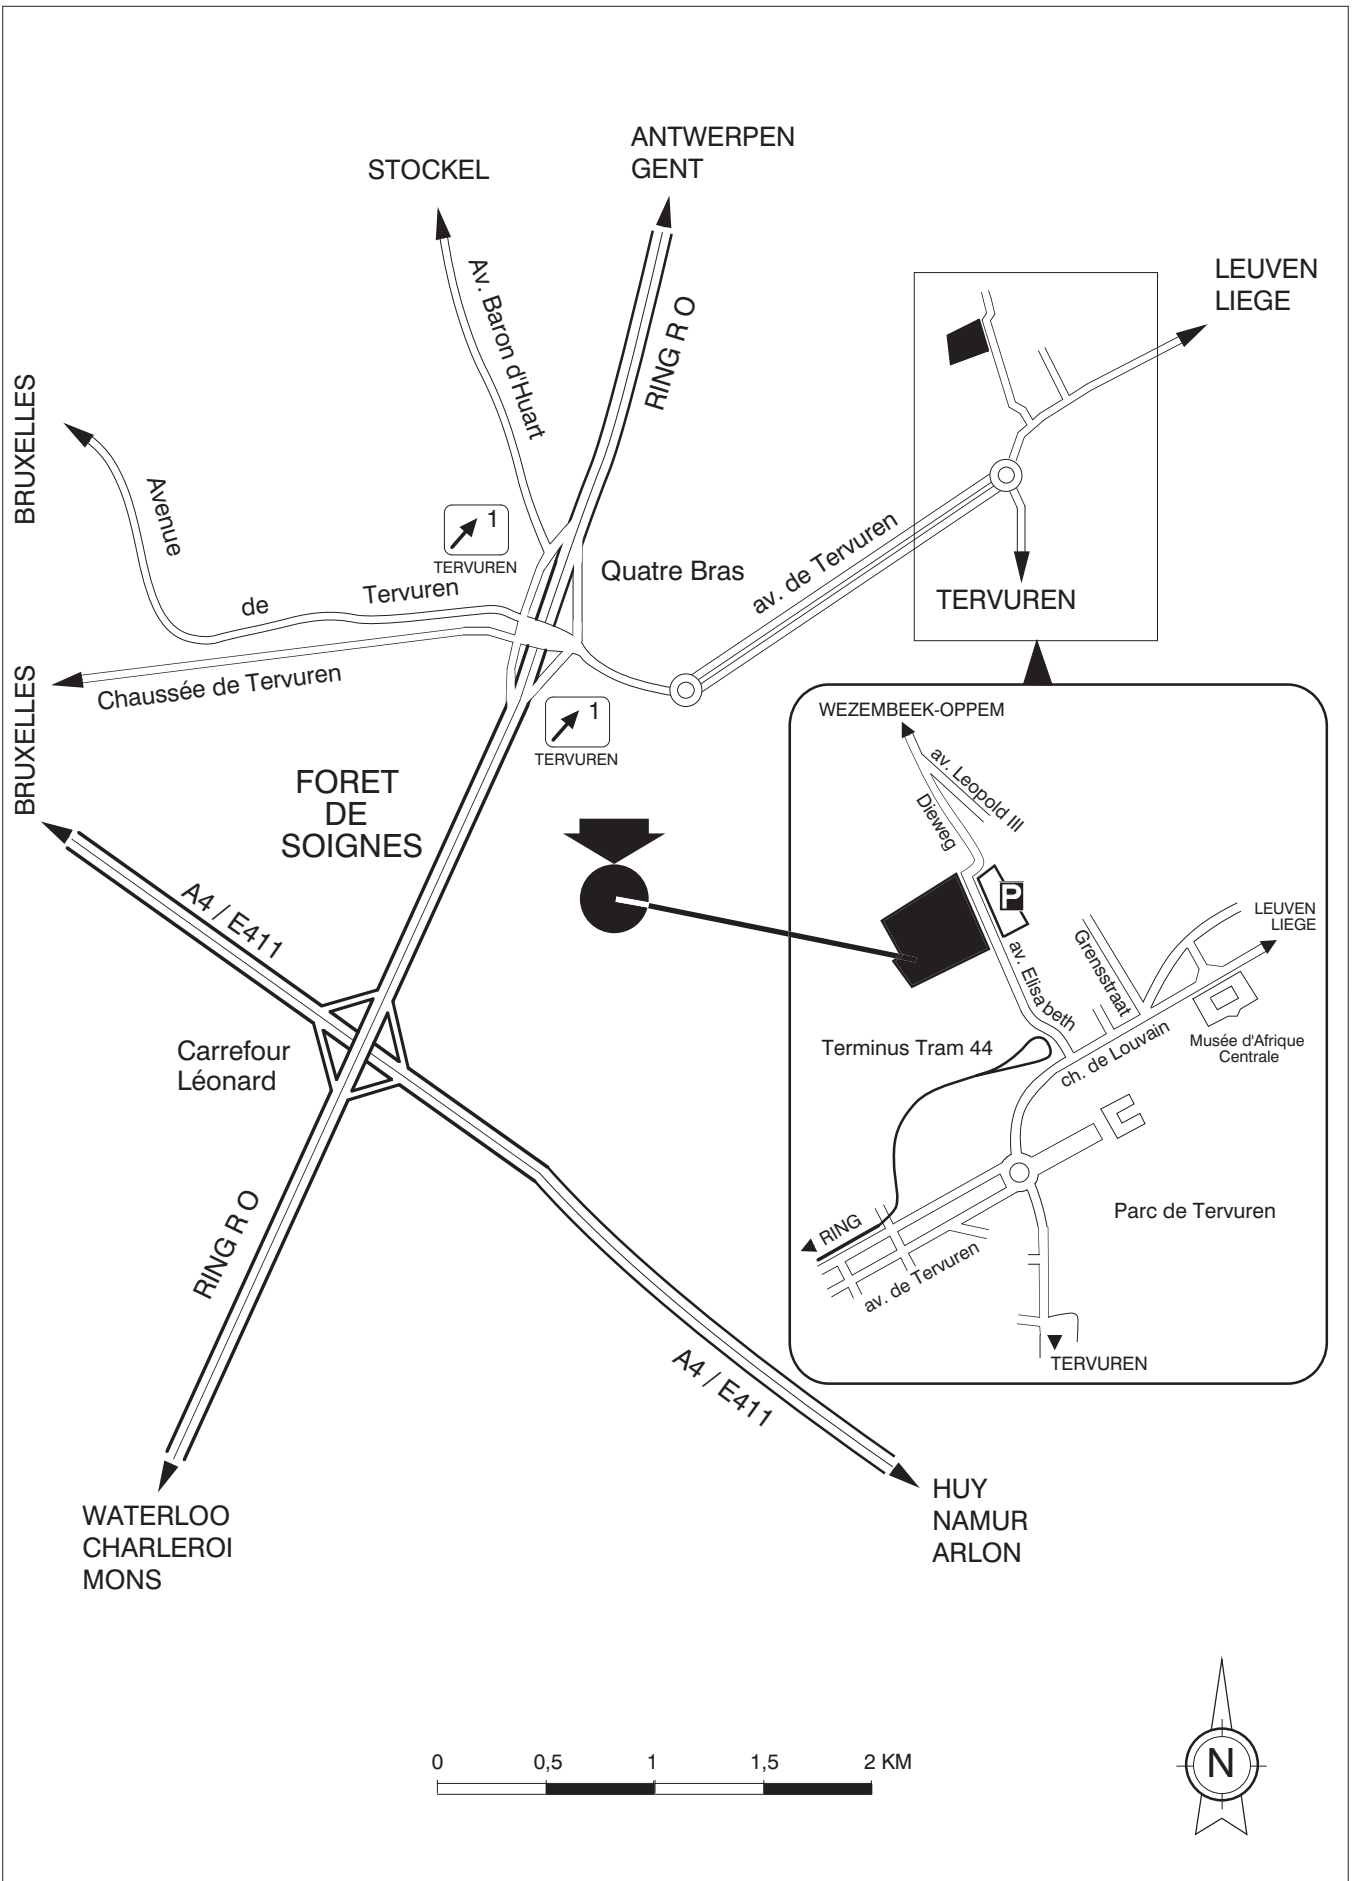 ANTWERPEN
GENT
STOCKEL
LEUVEN
LIEGE
Av. Baron d'Huart
RING R O
BRUXELLES
Avenue
de
Tervuren
1
TERVUREN
Quatre Bras
av. de Tervuren
TERVUREN
Chaussée de Tervuren
BRUXELLES
1
TERVUREN
FORET
DE
SOIGNES
A4 / E411
Carrefour
Léonard
RING R O
A4 / E411
WATERLOO
CHARLEROI
MONS
HUY
NAMUR
ARLON
WEZEMBEEK-OPPEM
av. Leopold III
Dieweg
P
LEUVEN
LIEGE
av. Elisabeth
Grensstraat
ch. de Louvain
Musée d'Afrique
Centrale
Terminus Tram 44
Parc de Tervuren
RING
av. de Tervuren
TERVUREN
0 0,5 1 1,5 2 KM
N